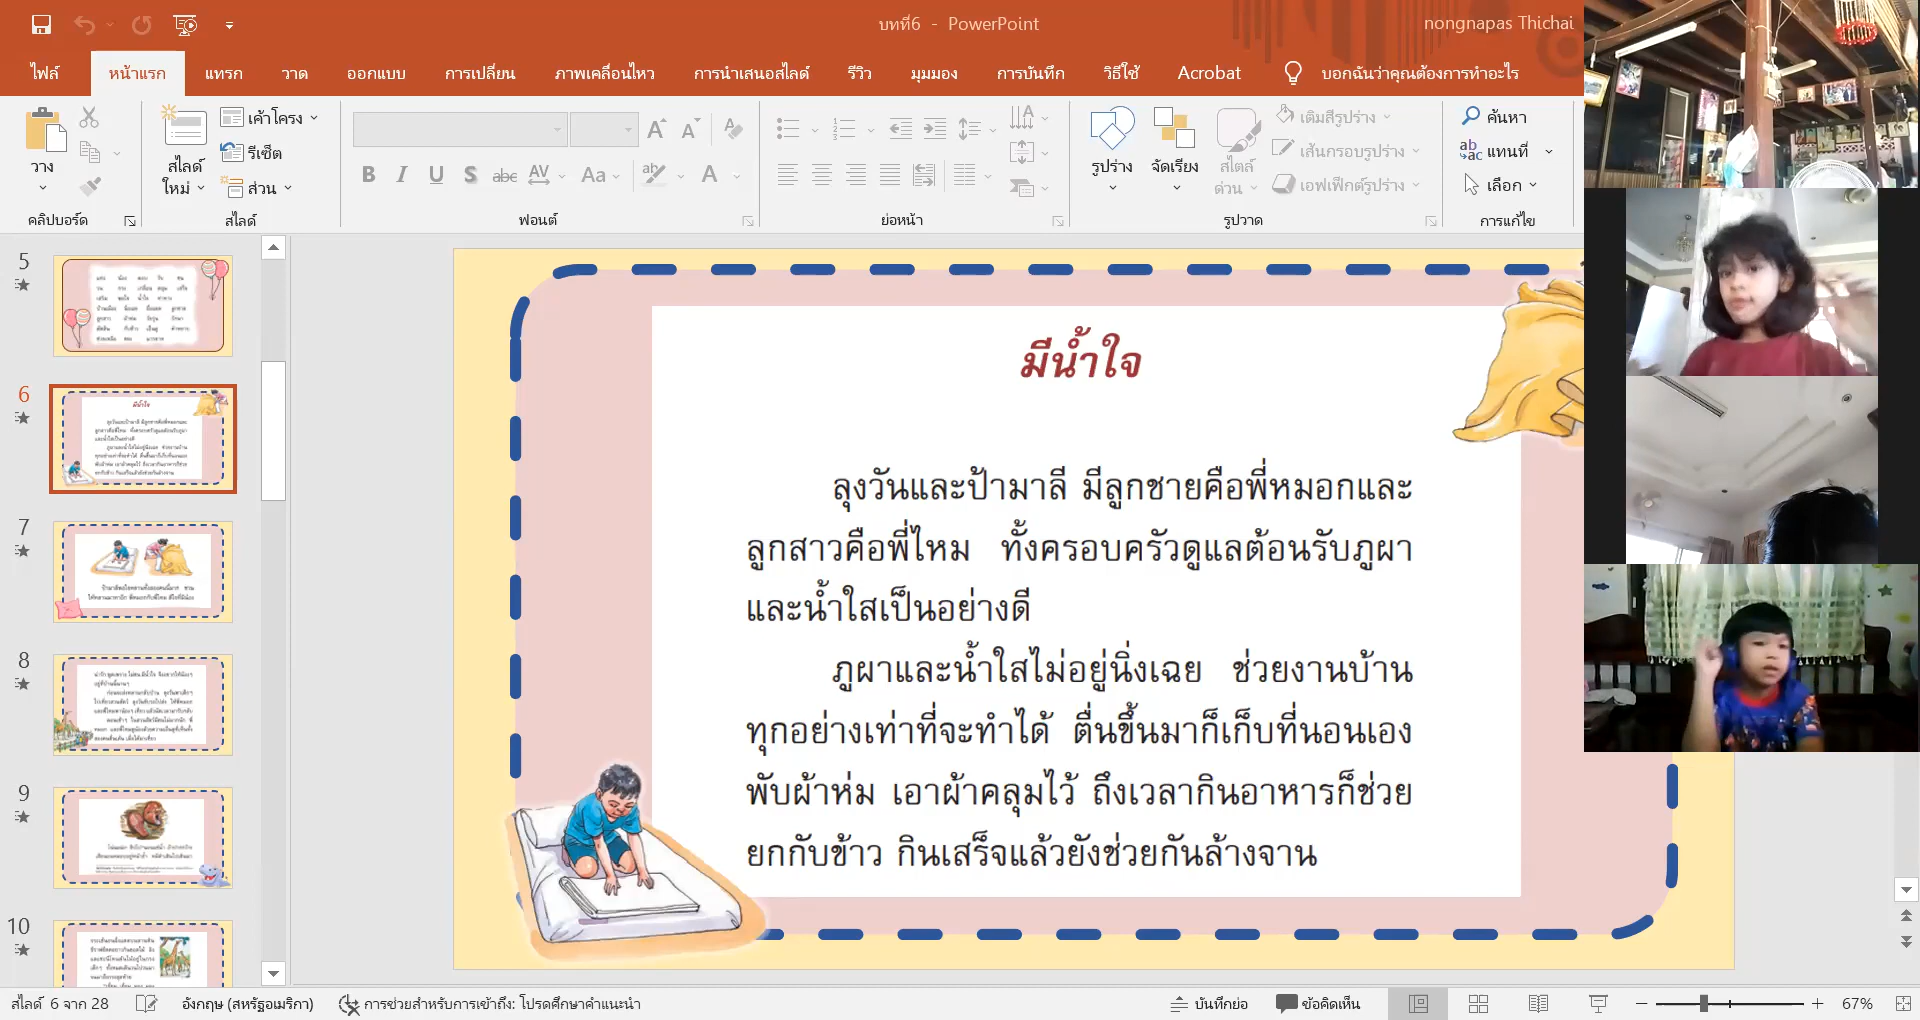 บทที่6 - PowerPoint
nongnapas Thichai
ไฟล์ หน้าแรก แทรก วาด ออกแบบ การเปลี่ยน ภาพเคลื่อนไหว การนำเสนอสไลด์ รีวิว มุมมอง การบันทึก วิธีใช้ Acrobat บอกฉันว่าคุณต้องการทำอะไร
วาง
คลิปบอร์ด
สไลด์ใหม่
เค้าโครง
รีเซ็ต
ส่วน
สไลด์
ฟอนต์
ย่อหน้า
รูปร่าง
จัดเรียง
สไตล์ด่วน
เติมสีรูปร่าง
เส้นกรอบรูปร่าง
เอฟเฟ็กต์รูปร่าง
รูปวาด
ค้นหา
แทนที่
เลือก
การแก้ไข
5
6
7
8
9
10
มีน้ำใจ
ลุงวันและป้ามาลี มีลูกชายคือพี่หมอกและ
ลูกสาวคือพี่ไหม ทั้งครอบครัวดูแลต้อนรับภูผา
และน้ำใสเป็นอย่างดี
ภูผาและน้ำใสไม่อยู่นิ่งเฉย ช่วยงานบ้าน
ทุกอย่างเท่าที่จะทำได้ ตื่นขึ้นมาก็เก็บที่นอนเอง
พับผ้าห่ม เอาผ้าคลุมไว้ ถึงเวลากินอาหารก็ช่วย
ยกกับข้าว กินเสร็จแล้วยังช่วยกันล้างจาน
สไลด์ 6 จาก 28 อังกฤษ (สหรัฐอเมริกา) การช่วยสำหรับการเข้าถึง: โปรดศึกษาคำแนะนำ บันทึกย่อ ข้อคิดเห็น 67%